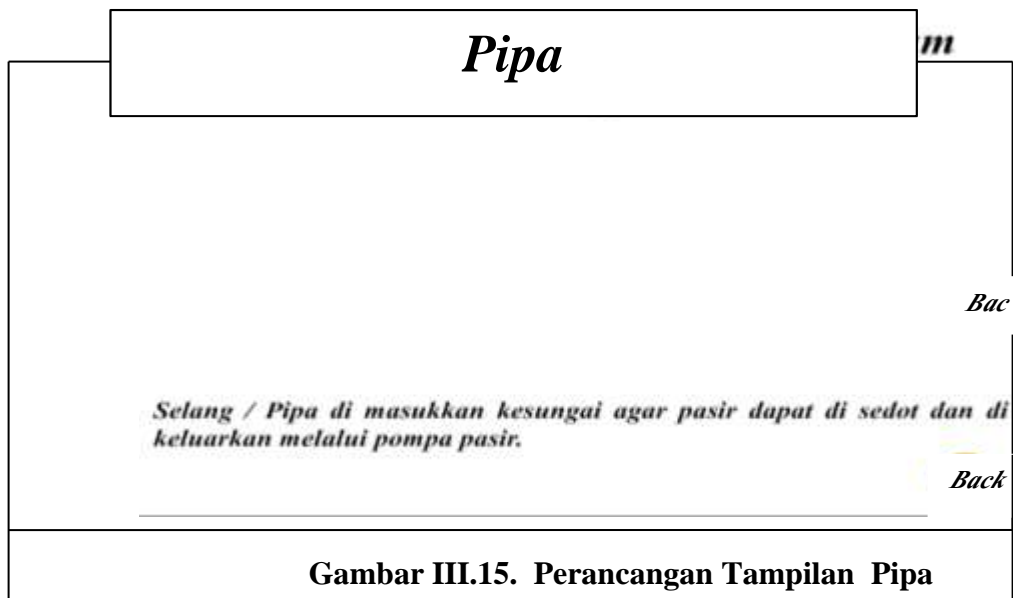 Pipa
m
Bac
Selang / Pipa di masukkan kesungai agar pasir dapat di sedot dan di
keluarkan melalui pompa pasir.
Back
Gambar III.15. Perancangan Tampilan Pipa